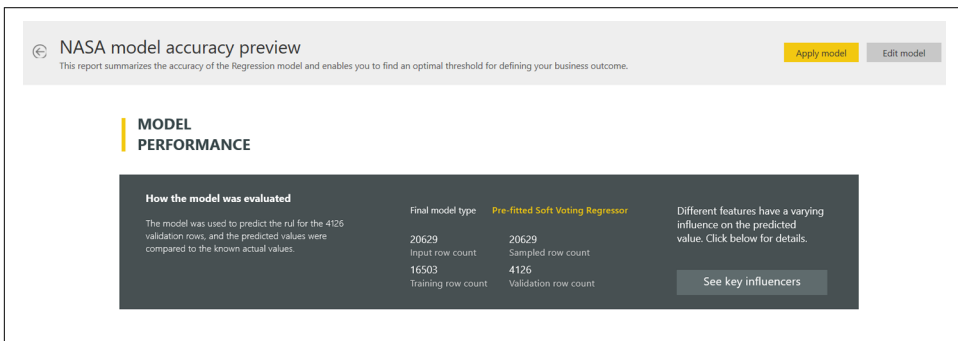 NASA model accuracy preview
This report summarizes the accuracy of the Regression model and enables you to find an optimal threshold for defining your business outcome.
Apply model
Edit model
MODEL
PERFORMANCE
How the model was evaluated
The model was used to predict the rul for the 4126
validation rows, and the predicted values were
compared to the known actual values.
Final model type Pre-fitted Soft Voting Regressor
20629 20629
Input row count Sampled row count
16503 4126
Training row count Validation row count
Different features have a varying
influence on the predicted
value. Click below for details.
See key influencers